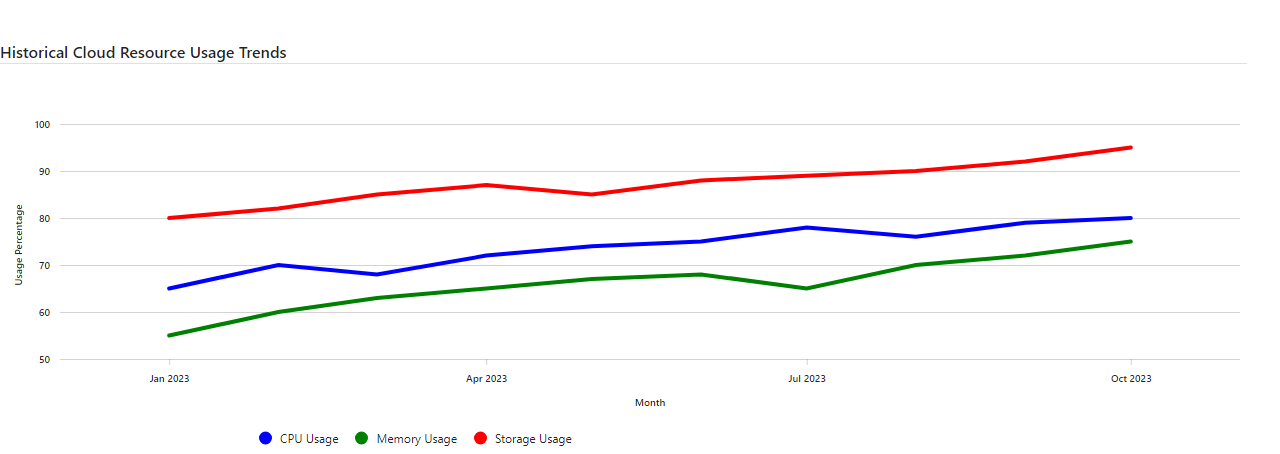 Historical Cloud Resource Usage Trends
100
90
80
70
60
50
Usage Percentage
Jan 2023 Apr 2023 Jul 2023 Oct 2023
Month
CPU Usage Memory Usage Storage Usage